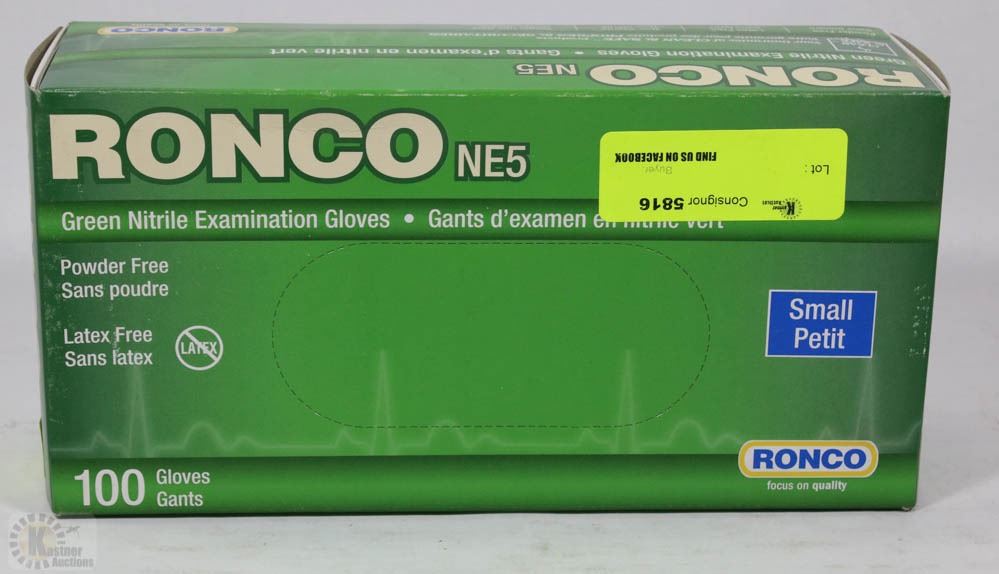 Green Nitrile Examination Gloves • Gants d'examen en nitrile vert
RONCO NE5
RONCO NE5
Lot :
Buyer
FIND US ON FACEBOOK
Kastner Auctions
Consignor 5816
Green Nitrile Examination Gloves • Gants d'examen en nitrile vert
Powder Free
Sans poudre
Latex Free
Sans latex
LATEX
Small
Petit
RONCO
focus on quality
100 Gloves
Gants
Kastner
Auctions